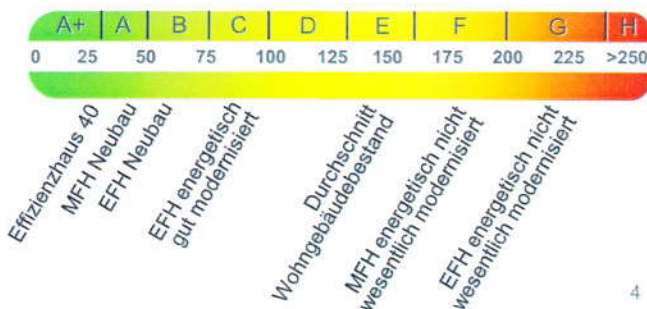 A+ A B C D E F G H
0 25 50 75 100 125 150 175 200 225 >250
Effizienzhaus 40
MFH Neubau
EFH Neubau
EFH energetisch
gut modernisiert
Durchschnitt
Wohngebäudebestand
MFH energetisch nicht
wesentlich modernisiert
EFH energetisch nicht
wesentlich modernisiert
4